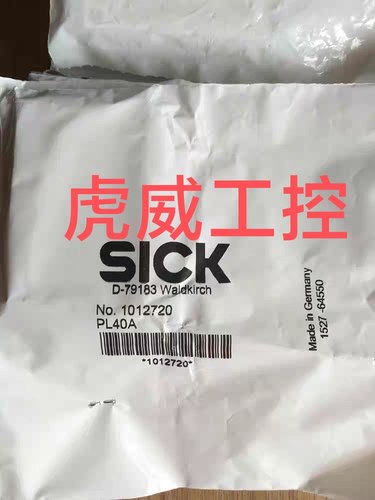 虎威工控
SICK
D-79183 Waldkirch
No. 1012720
PL40A
*1012720*
Made in Germany
1527 -64550